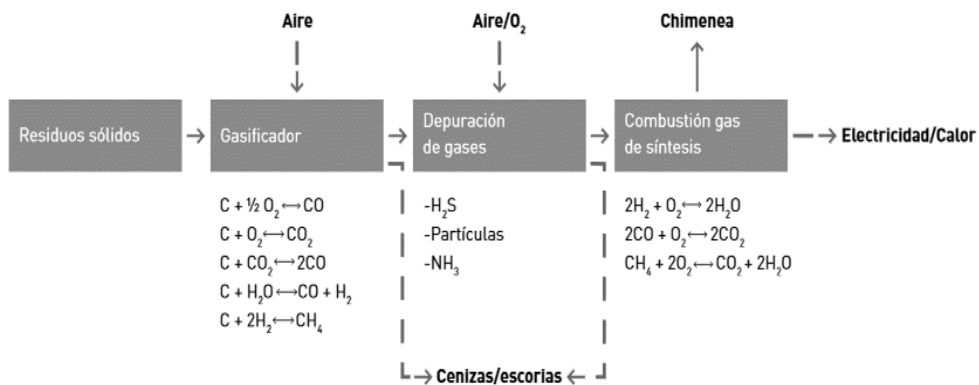 Aire
Aire/O₂
Chimenea
Residuos sólidos
Gasificador
Depuración
de gases
Combustión gas
de síntesis
Electricidad/Calor
C + ½ O₂⟷CO
C + O₂⟷CO₂
C + CO₂⟷2CO
C + H₂O⟷CO + H₂
C + 2H₂⟷CH₄
-H₂S
-Partículas
-NH₃
2H₂ + O₂⟷2H₂O
2CO + O₂⟷2CO₂
CH₄ + 2O₂⟷CO₂ + 2H₂O
Cenizas/escorias